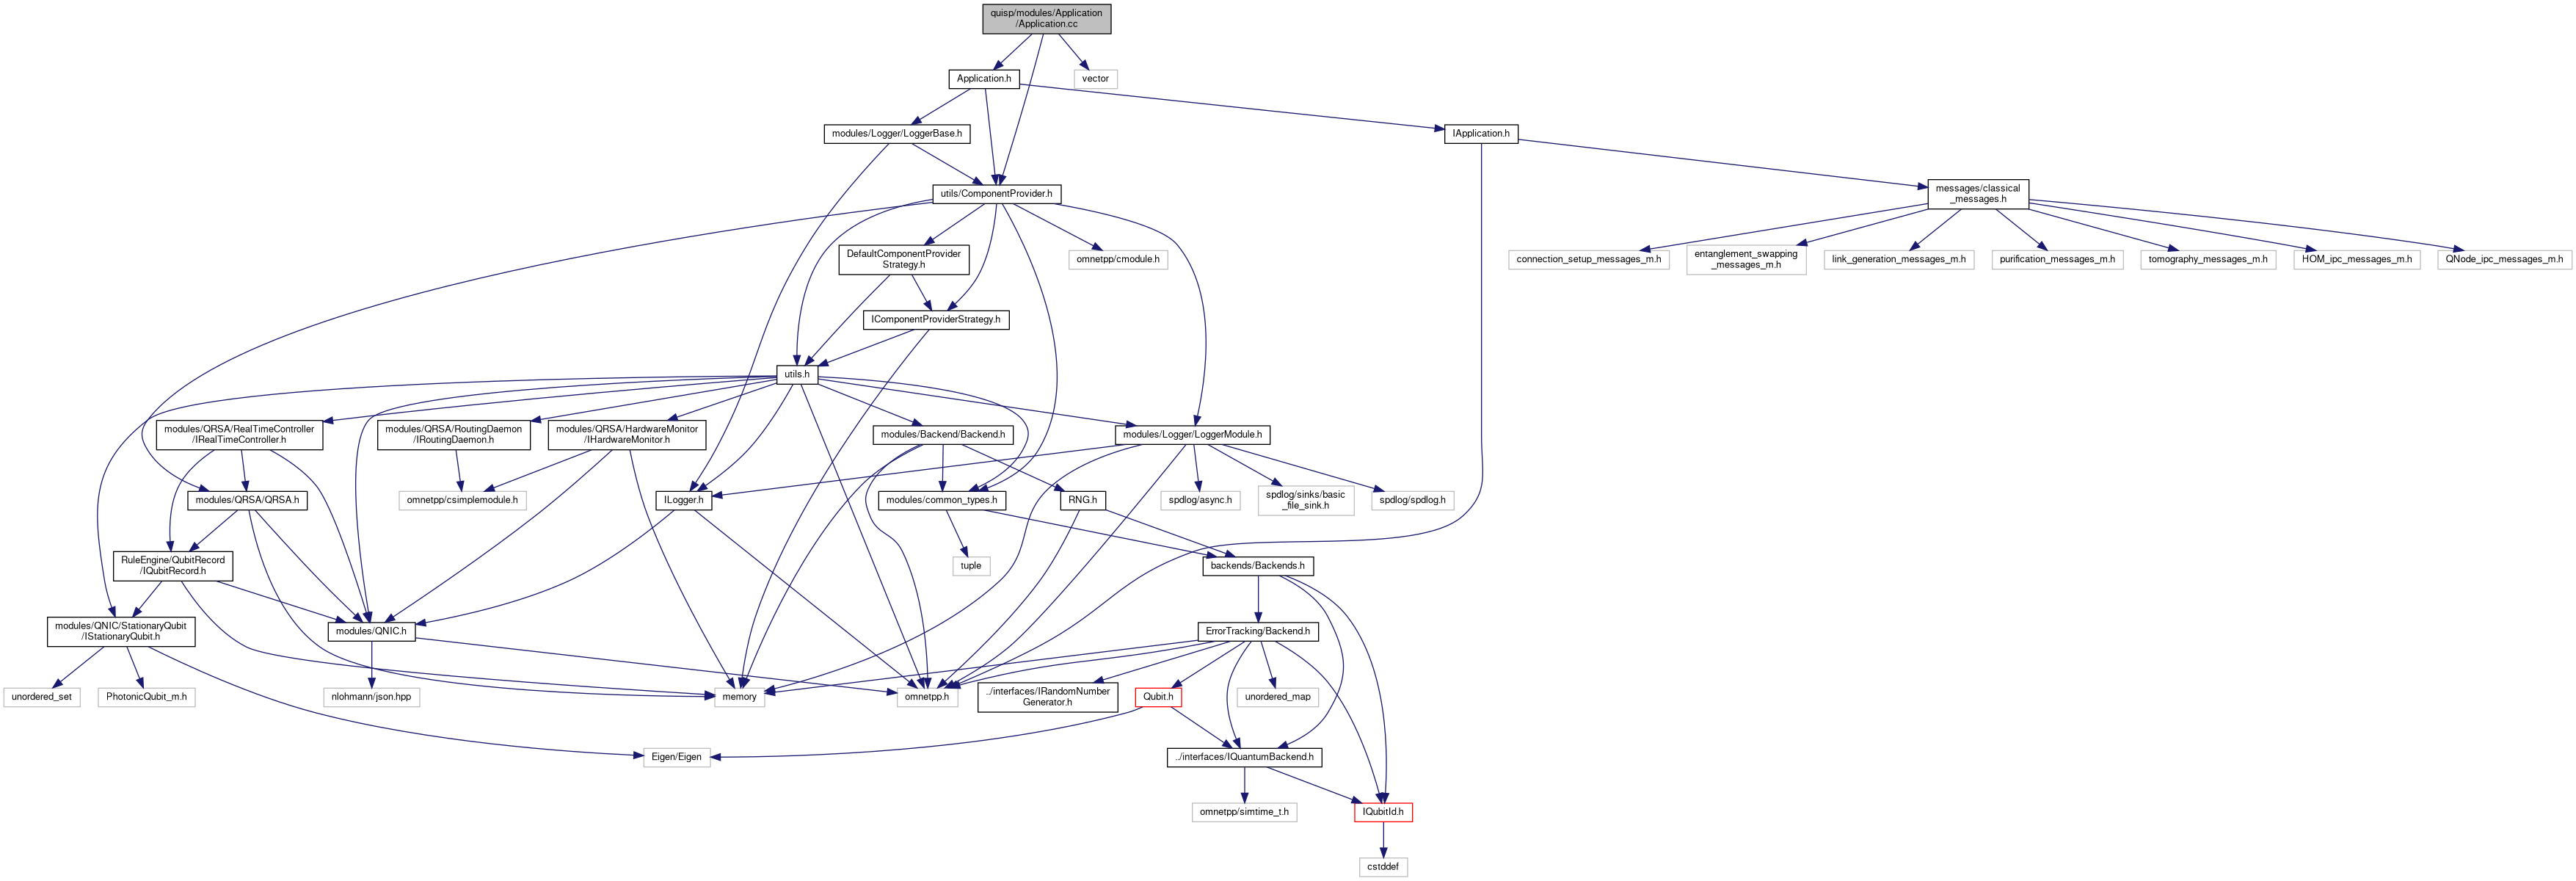 quisp/modules/Application
/Application.cc
Application.h
vector
modules/Logger/LoggerBase.h
IApplication.h
utils/ComponentProvider.h
messages/classical
_messages.h
DefaultComponentProvider
Strategy.h
omnetpp/cmodule.h
connection_setup_messages_m.h
entanglement_swapping
_messages_m.h
link_generation_messages_m.h
purification_messages_m.h
tomography_messages_m.h
HOM_ipc_messages_m.h
QNode_ipc_messages_m.h
IComponentProviderStrategy.h
utils.h
modules/QRSA/RealTimeController
/IRealTimeController.h
modules/QRSA/RoutingDaemon
/IRoutingDaemon.h
modules/QRSA/HardwareMonitor
/IHardwareMonitor.h
modules/Backend/Backend.h
modules/Logger/LoggerModule.h
modules/QRSA/QRSA.h
omnetpp/csimplemodule.h
ILogger.h
modules/common_types.h
RNG.h
spdlog/async.h
spdlog/sinks/basic
_file_sink.h
spdlog/spdlog.h
RuleEngine/QubitRecord
/IQubitRecord.h
tuple
backends/Backends.h
modules/QNIC/StationaryQubit
/IStationaryQubit.h
modules/QNIC.h
ErrorTracking/Backend.h
unordered_set
PhotonicQubit_m.h
nlohmann/json.hpp
memory
omnetpp.h
../interfaces/IRandomNumber
Generator.h
Qubit.h
unordered_map
Eigen/Eigen
../interfaces/IQuantumBackend.h
omnetpp/simtime_t.h
IQubitId.h
cstddef